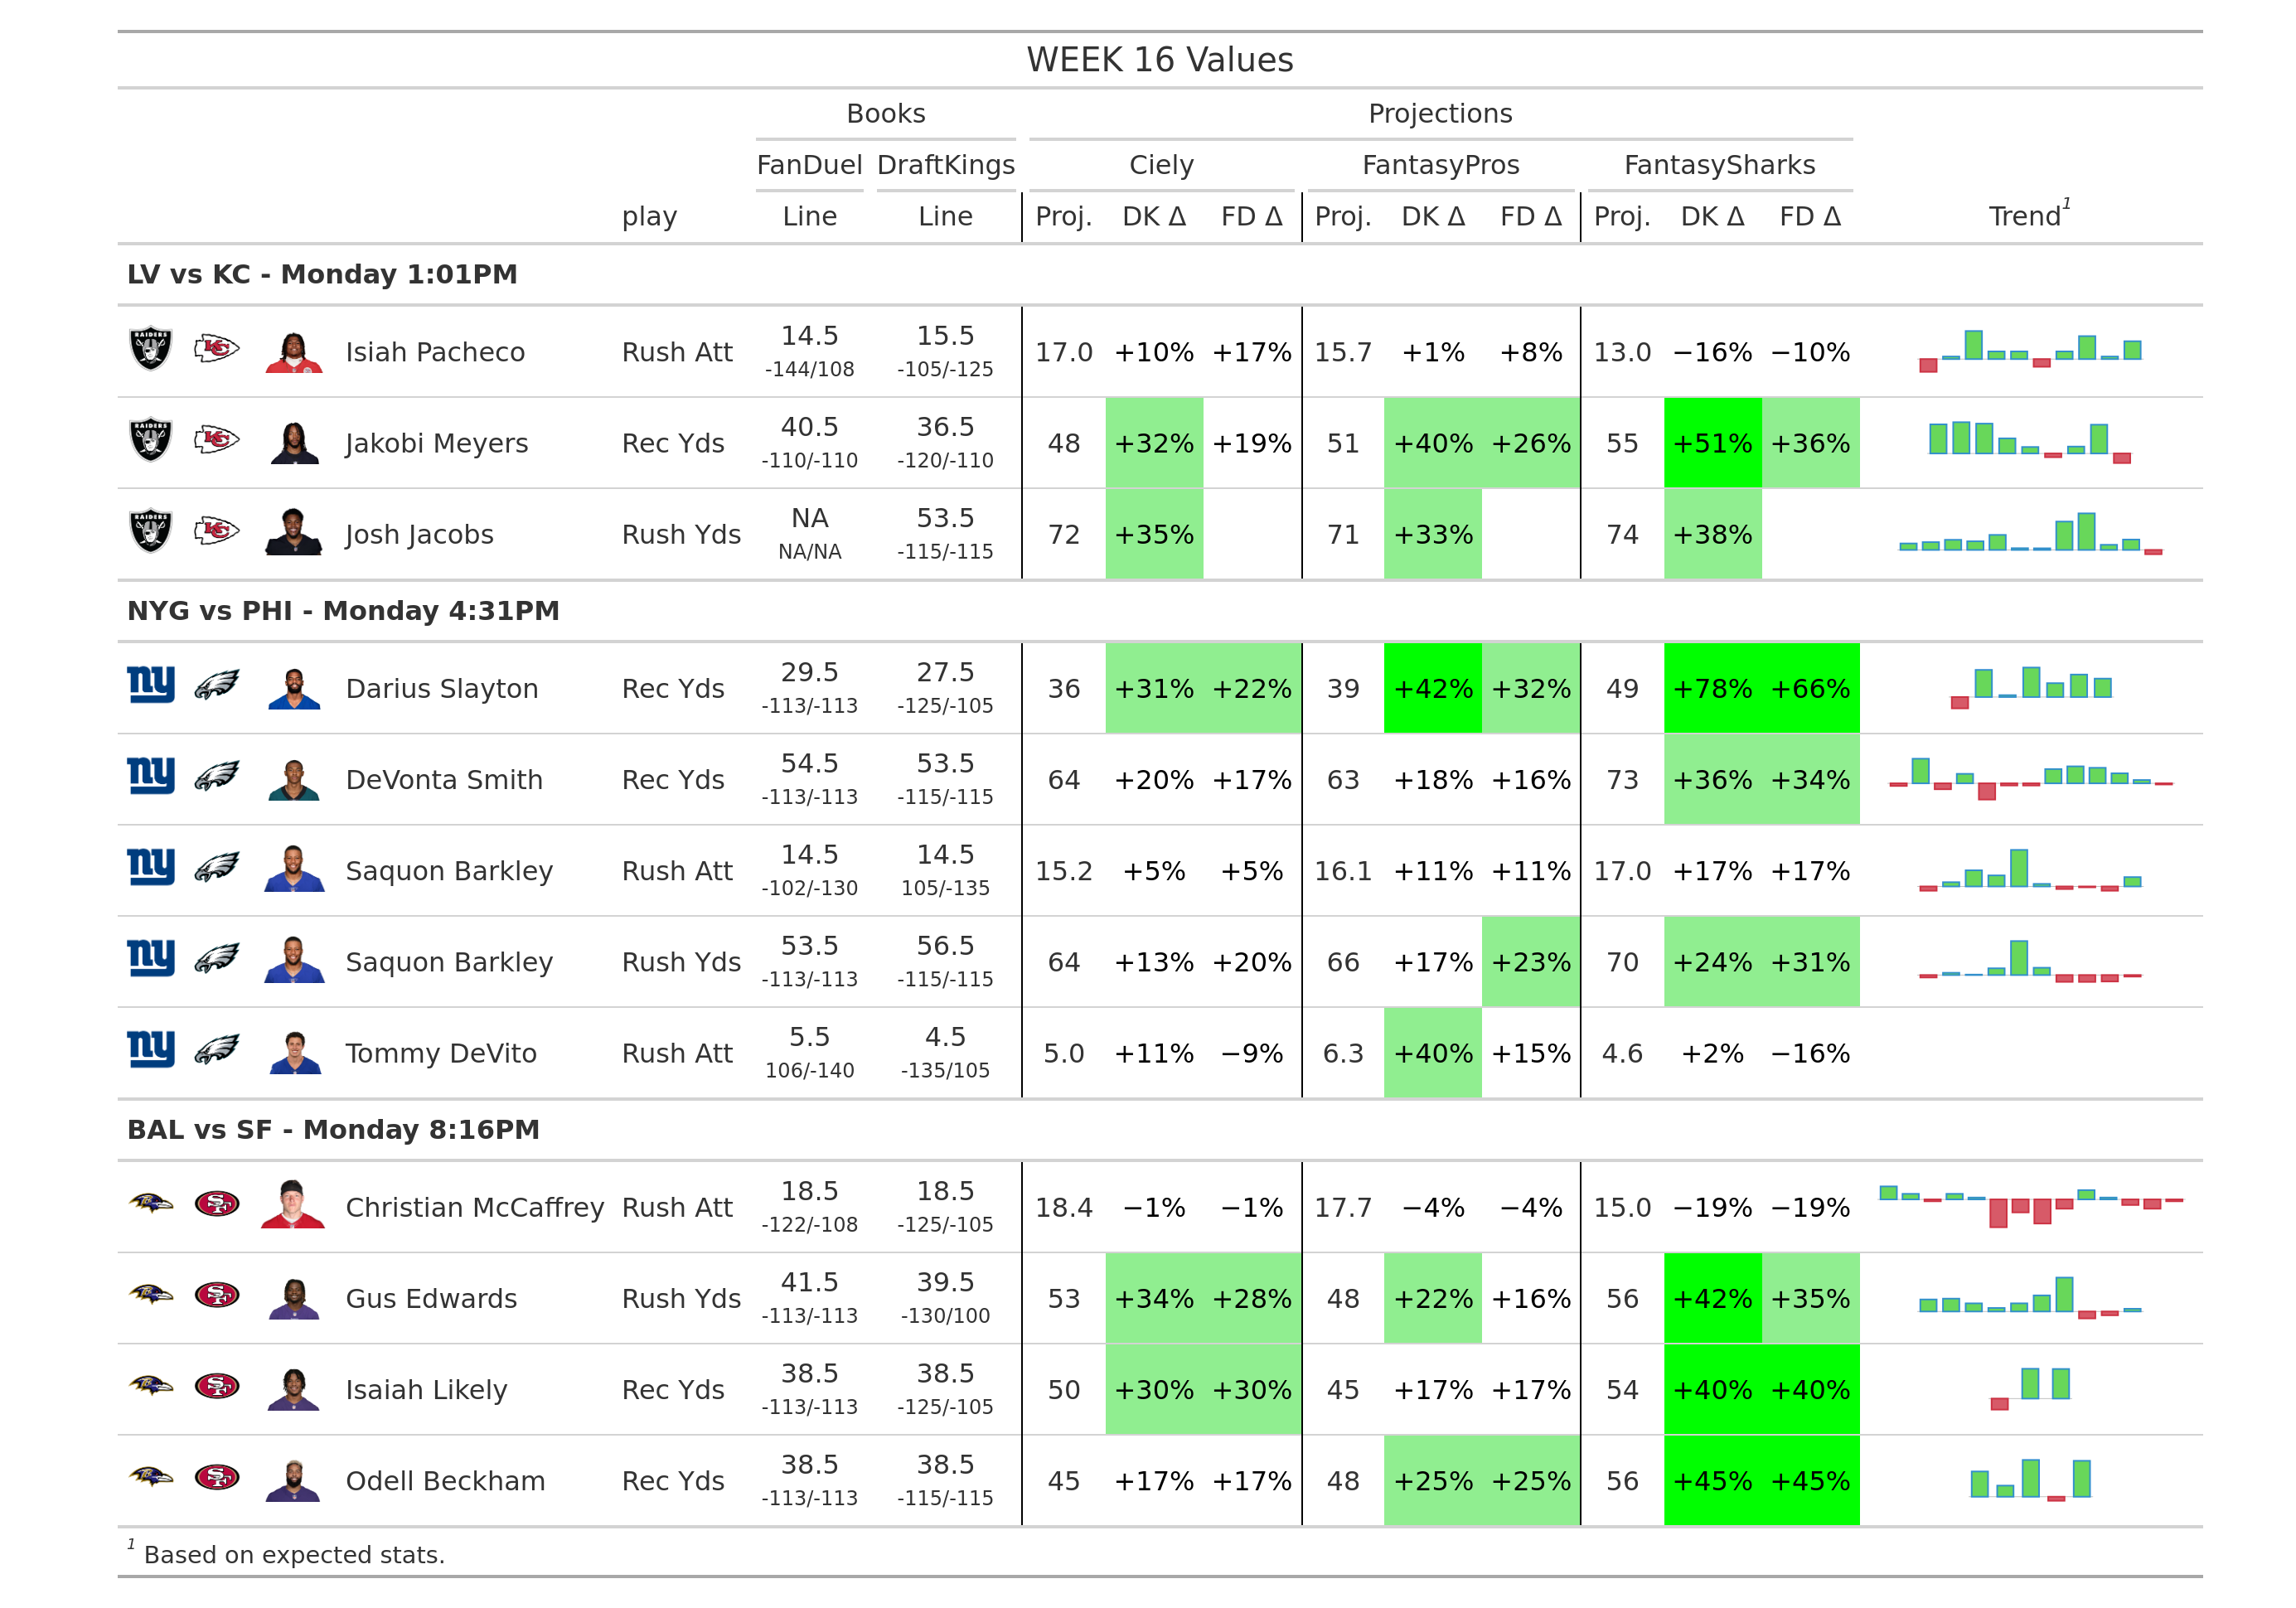 WEEK 16 Values
Books Projections
FanDuel DraftKings Ciely FantasyPros FantasySharks
play Line Line Proj. DK Δ FD Δ Proj. DK Δ FD Δ Proj. DK Δ FD Δ Trend1
LV vs KC - Monday 1:01PM
Isiah Pacheco Rush Att 14.5 15.5 17.0 +10% +17% 15.7 +1% +8% 13.0 −16% −10%
-144/108 -105/-125
Jakobi Meyers Rec Yds 40.5 36.5 48 +32% +19% 51 +40% +26% 55 +51% +36%
-110/-110 -120/-110
Josh Jacobs Rush Yds NA 53.5 72 +35% 71 +33% 74 +38%
NA/NA -115/-115
NYG vs PHI - Monday 4:31PM
Darius Slayton Rec Yds 29.5 27.5 36 +31% +22% 39 +42% +32% 49 +78% +66%
-113/-113 -125/-105
DeVonta Smith Rec Yds 54.5 53.5 64 +20% +17% 63 +18% +16% 73 +36% +34%
-113/-113 -115/-115
Saquon Barkley Rush Att 14.5 14.5 15.2 +5% +5% 16.1 +11% +11% 17.0 +17% +17%
-102/-130 105/-135
Saquon Barkley Rush Yds 53.5 56.5 64 +13% +20% 66 +17% +23% 70 +24% +31%
-113/-113 -115/-115
Tommy DeVito Rush Att 5.5 4.5 5.0 +11% −9% 6.3 +40% +15% 4.6 +2% −16%
106/-140 -135/105
BAL vs SF - Monday 8:16PM
Christian McCaffrey Rush Att 18.5 18.5 18.4 −1% −1% 17.7 −4% −4% 15.0 −19% −19%
-122/-108 -125/-105
Gus Edwards Rush Yds 41.5 39.5 53 +34% +28% 48 +22% +16% 56 +42% +35%
-113/-113 -130/100
Isaiah Likely Rec Yds 38.5 38.5 50 +30% +30% 45 +17% +17% 54 +40% +40%
-113/-113 -125/-105
Odell Beckham Rec Yds 38.5 38.5 45 +17% +17% 48 +25% +25% 56 +45% +45%
-113/-113 -115/-115
1 Based on expected stats.